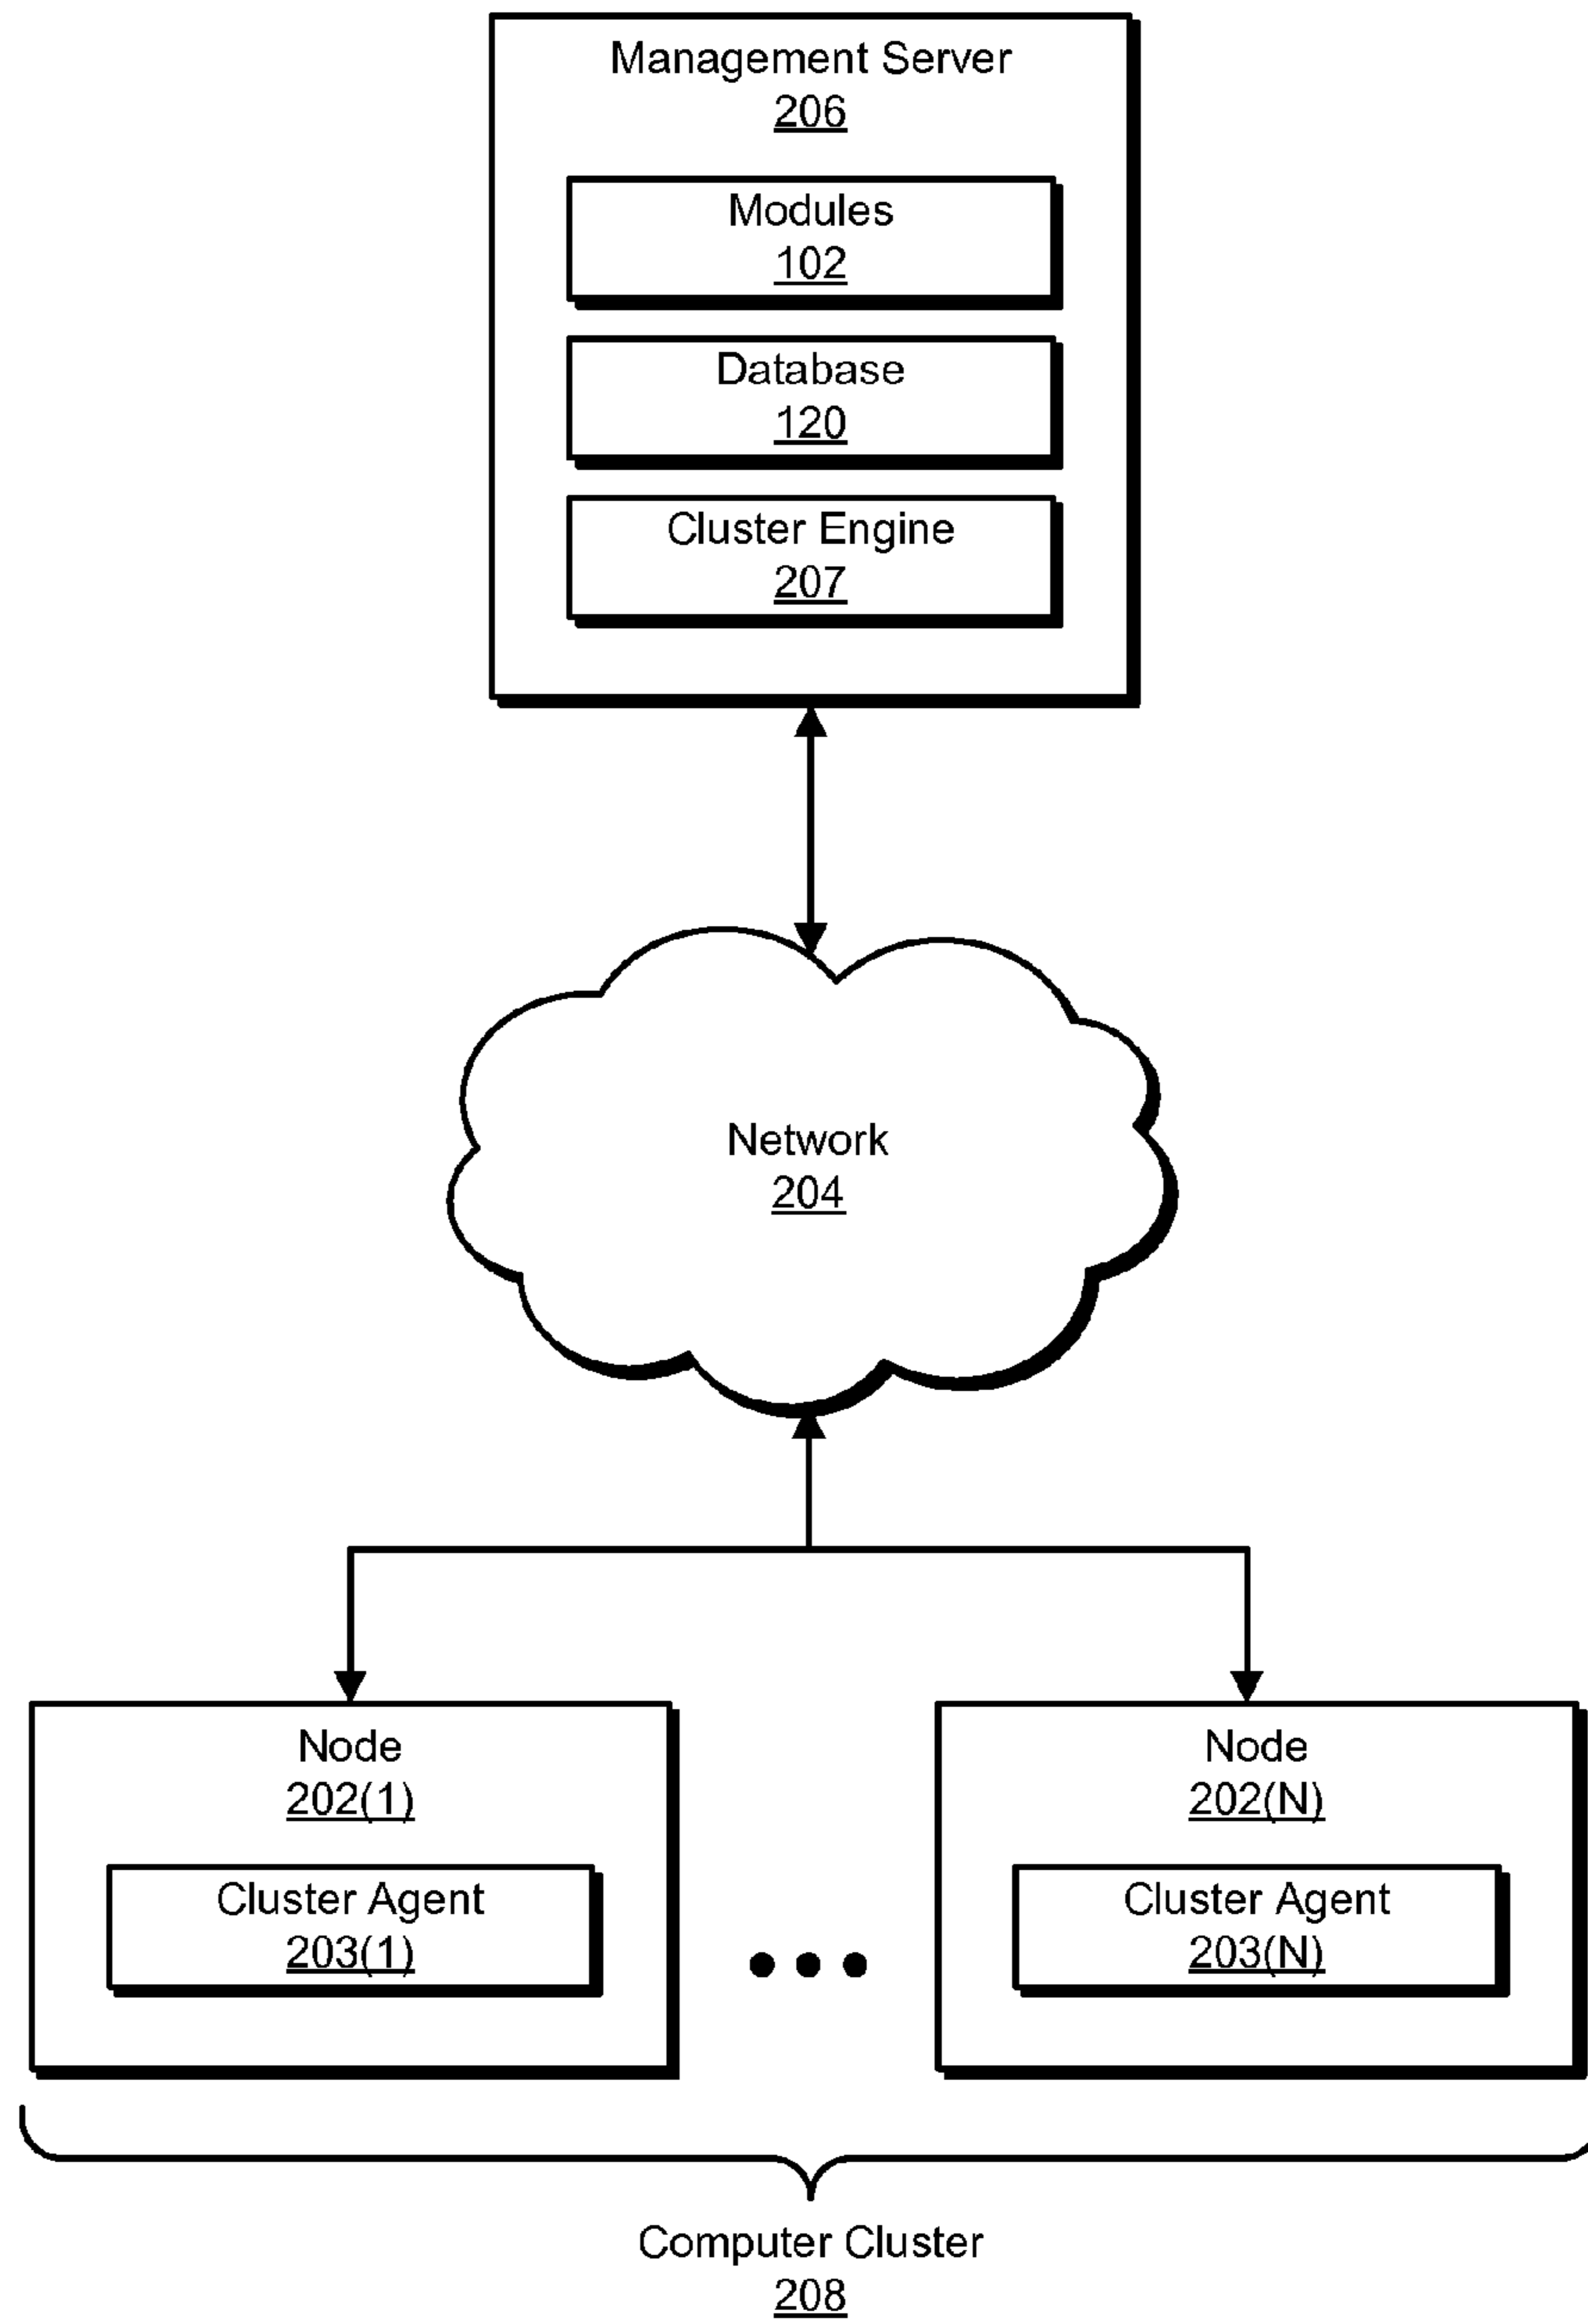 Management Server
206
Modules
102
Database
120
Cluster Engine
207
Network
204
Node
202(1)
Cluster Agent
203(1)
Node
202(N)
Cluster Agent
203(N)
Computer Cluster
208